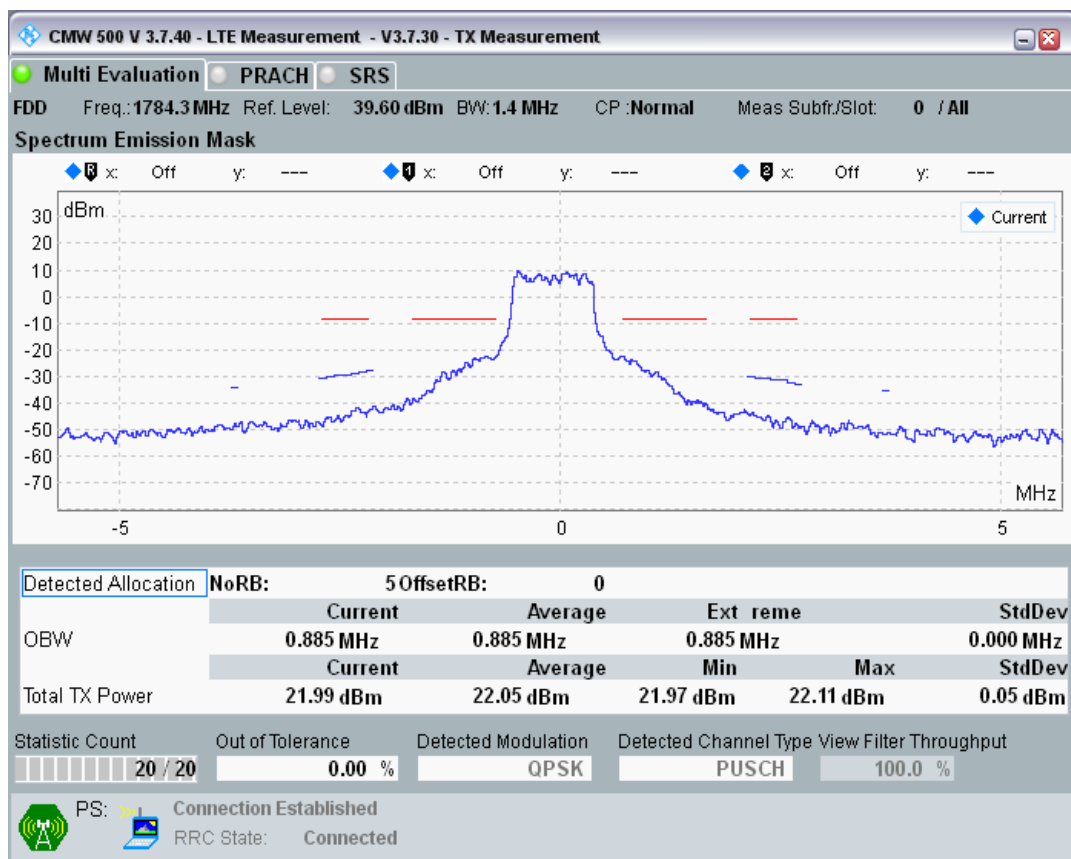 CMW 500 V 3.7.40 - LTE Measurement - V3.7.30 - TX Measurement
Multi Evaluation PRACH SRS
FDD Freq.: 1784.3 MHz Ref. Level: 39.60 dBm BW: 1.4 MHz CP :Normal Meas Subfr./Slot: 0 / All
Spectrum Emission Mask
R x: Off y: --- 1 x: Off y: --- 2 x: Off y: ---
dBm
Current
30
20
10
0
-10
-20
-30
-40
-50
-60
-70
MHz
-5 0 5
Detected Allocation NoRB: 5 OffsetRB: 0
Current Average Ext reme StdDev
OBW 0.885 MHz 0.885 MHz 0.885 MHz 0.000 MHz
Current Average Min Max StdDev
Total TX Power 21.99 dBm 22.05 dBm 21.97 dBm 22.11 dBm 0.05 dBm
Statistic Count Out of Tolerance Detected Modulation Detected Channel Type View Filter Throughput
20 / 20 0.00 % QPSK PUSCH 100.0 %
PS: Connection Established
RRC State: Connected